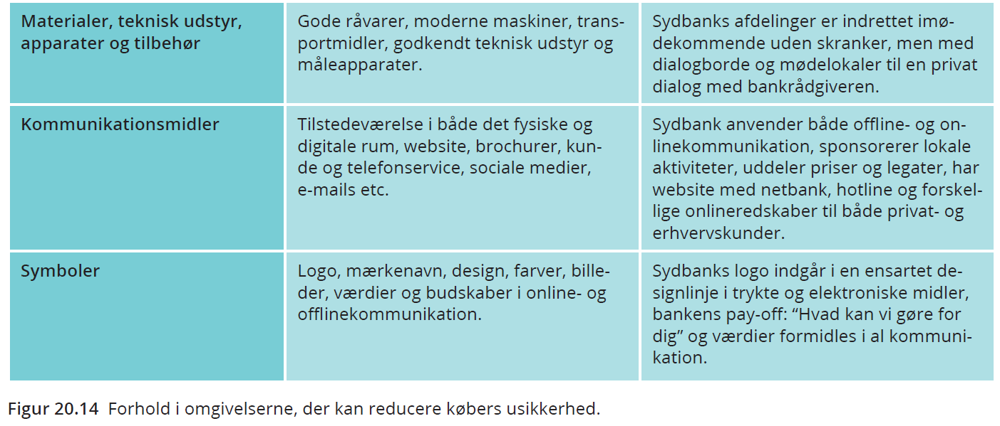 Materialer, teknisk udstyr,
apparater og tilbehør
Gode råvarer, moderne maskiner, trans-
portmidler, godkendt teknisk udstyr og
måleapparater.
Sydbanks afdelinger er indrettet imø-
dekommende uden skranker, men med
dialogborde og mødelokaler til en privat
dialog med bankrådgiveren.
Kommunikationsmidler
Tilstedeværelse i både det fysiske og
digitale rum, website, brochurer, kun-
de og telefonservice, sociale medier,
e-mails etc.
Sydbank anvender både offline- og on-
linekommunikation, sponsorerer lokale
aktiviteter, uddeler priser og legater, har
website med netbank, hotline og forskel-
lige onlineredskaber til både privat- og
erhvervskunder.
Symboler
Logo, mærkenavn, design, farver, bille-
der, værdier og budskaber i online- og
offlinekommunikation.
Sydbanks logo indgår i en ensartet de-
signlinje i trykte og elektroniske midler,
bankens pay-off: “Hvad kan vi gøre for
dig” og værdier formidles i al kommuni-
kation.
Figur 20.14 Forhold i omgivelserne, der kan reducere købers usikkerhed.